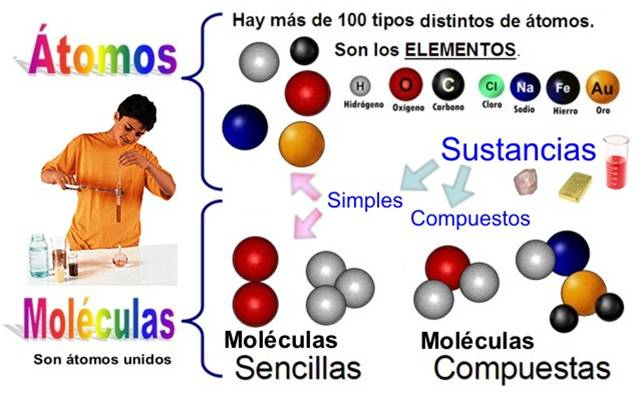 Átomos
Hay más de 100 tipos distintos de átomos.
Son los ELEMENTOS.
H
O
C
Cl
Na
Fe
Au
Hidrógeno
Oxígeno
Carbono
Cloro
Sodio
Hierro
Oro
Sustancias
Simples
Compuestos
Moléculas
Son átomos unidos
Moléculas
Sencillas
Moléculas
Compuestas